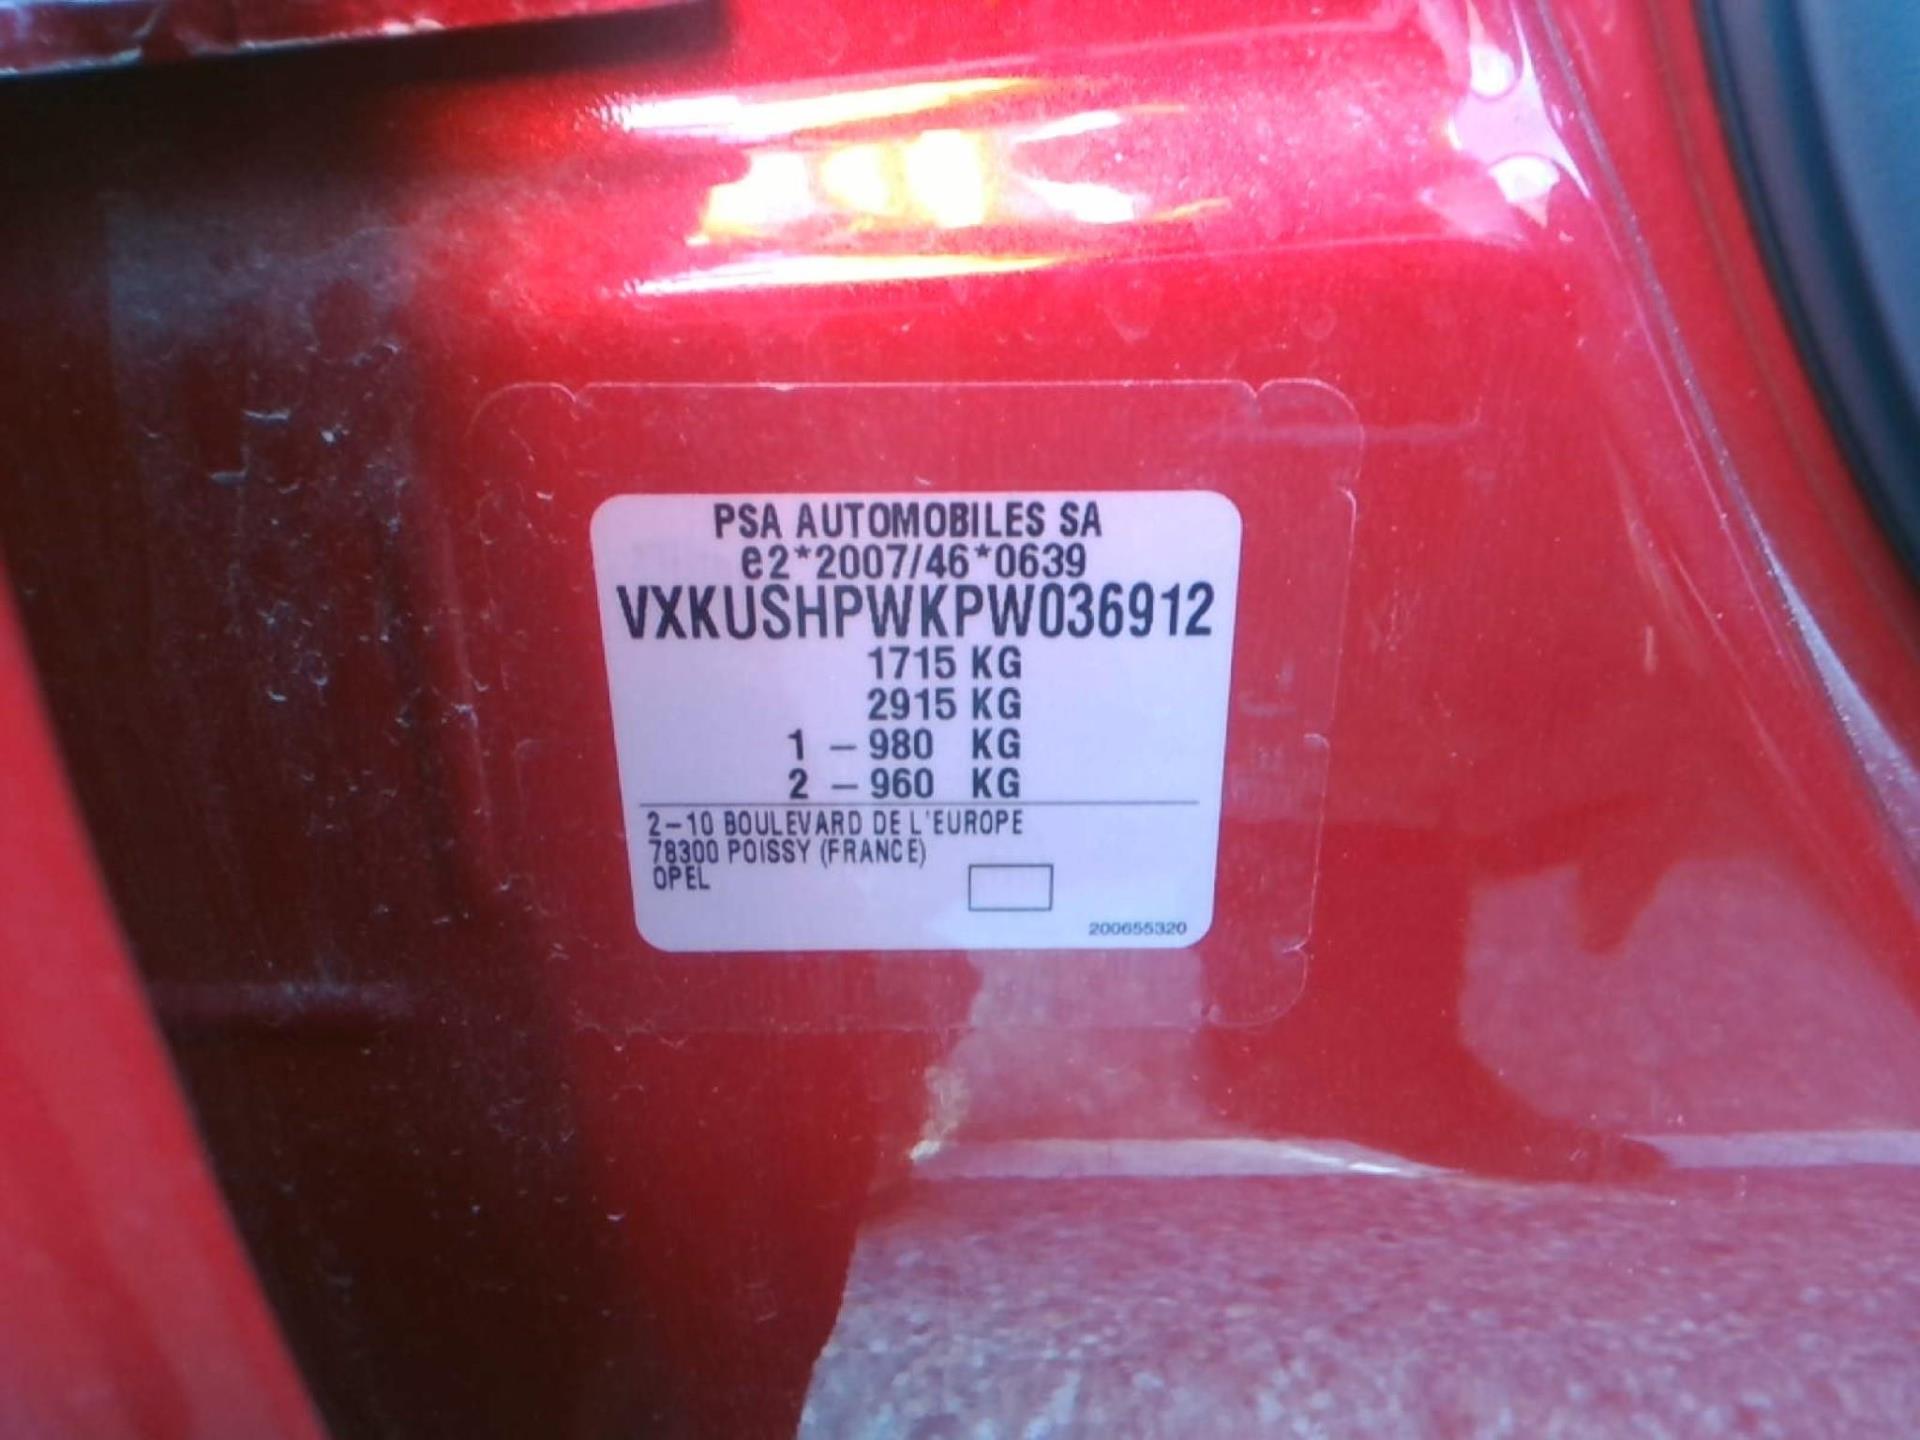 PSA AUTOMOBILES SA
e2*2007/46*0639
VXKUSHPWKPW036912
1715 KG
2915 KG
1 – 980 KG
2 – 960 KG
2–10 BOULEVARD DE L'EUROPE
78300 POISSY (FRANCE)
OPEL
200655320